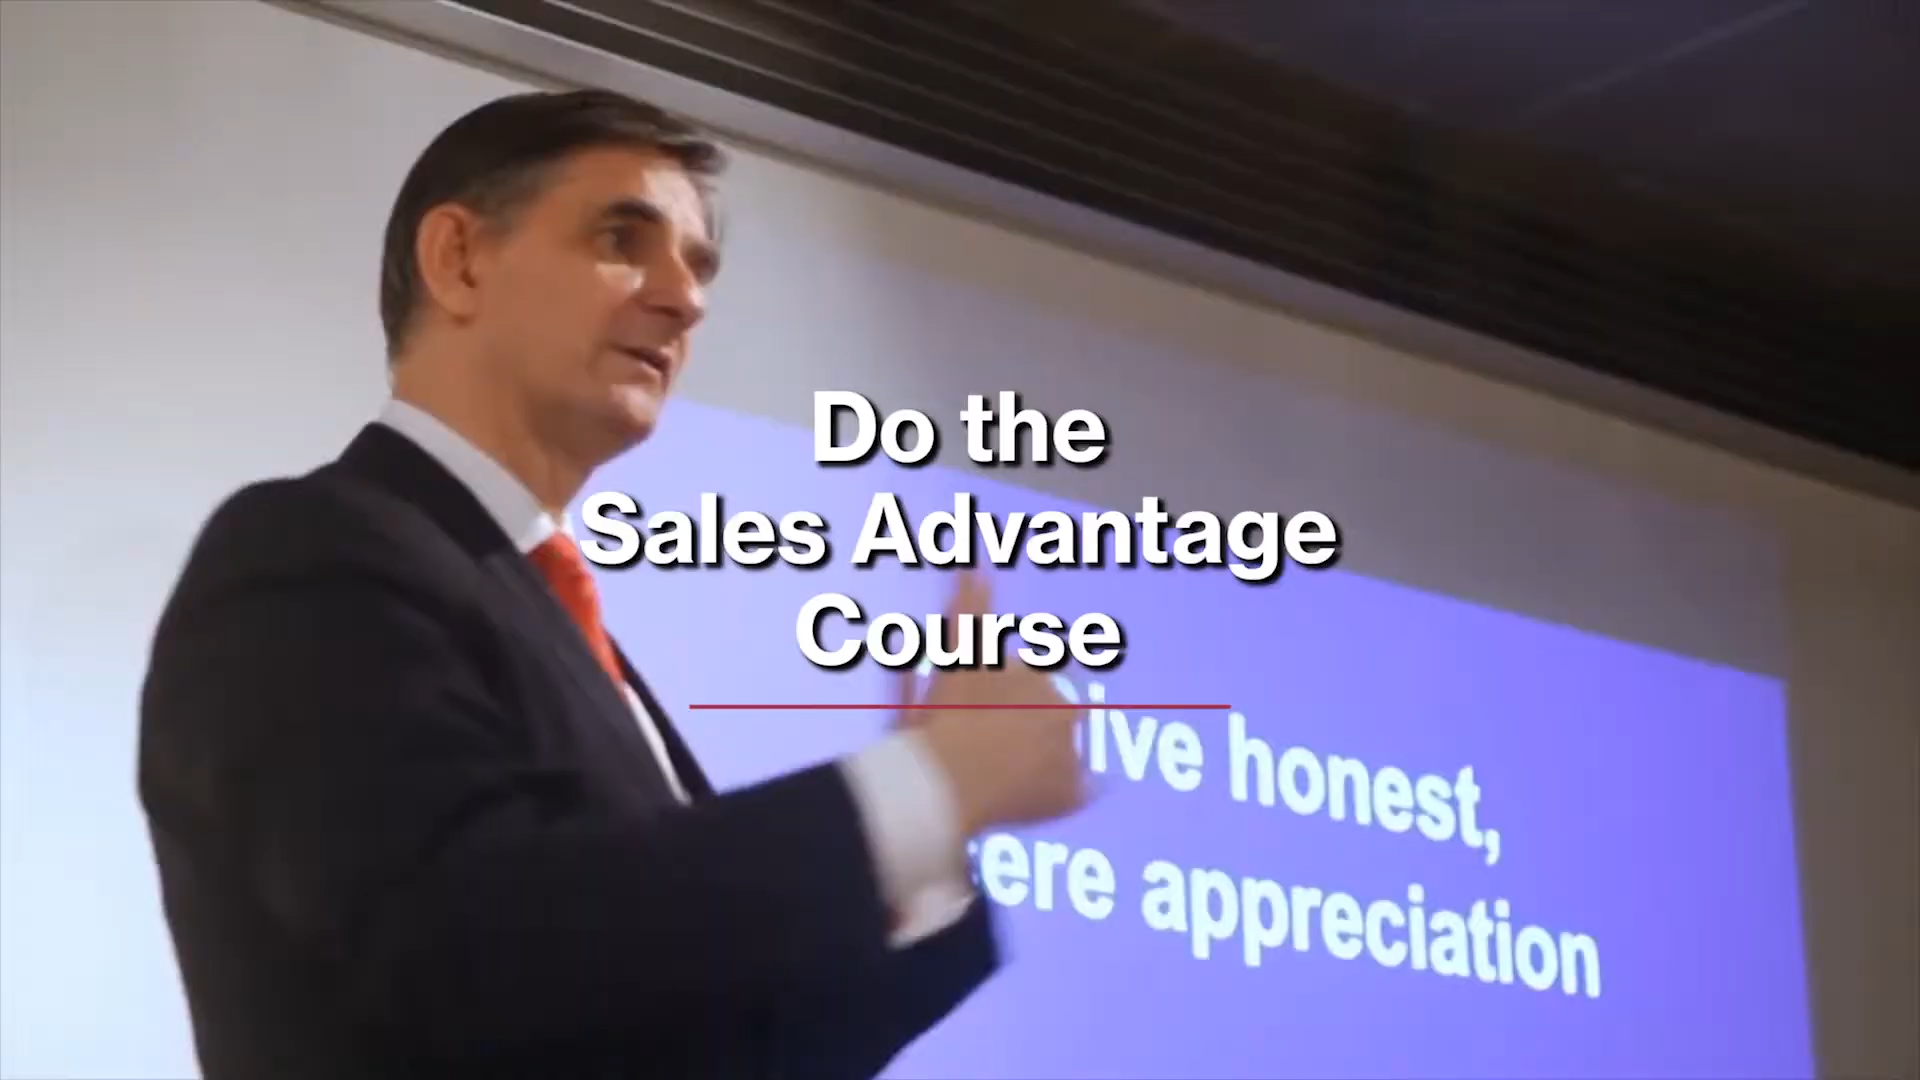 Do the
Sales Advantage
Course
ive honest,
ere appreciation